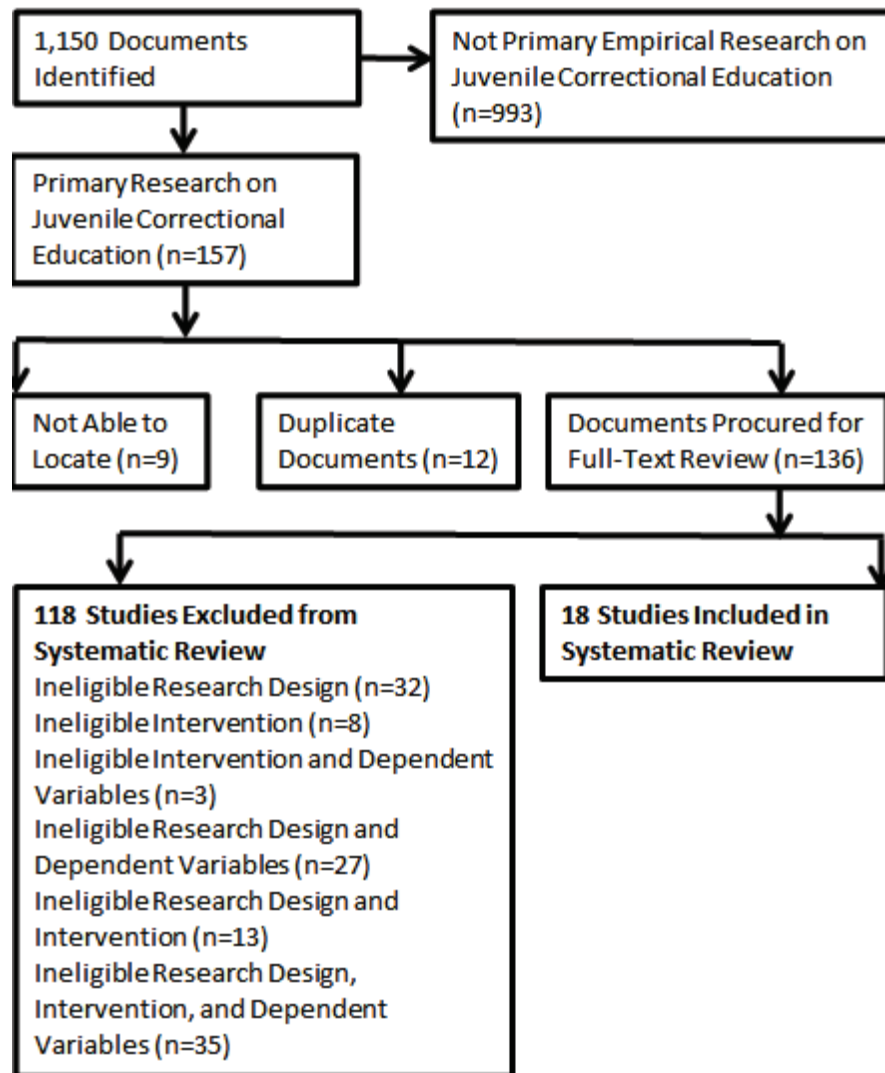 1,150 Documents
Identified
Not Primary Empirical Research on
Juvenile Correctional Education
(n=993)
Primary Research on
Juvenile Correctional
Education (n=157)
Not Able to
Locate (n=9)
Duplicate
Documents (n=12)
Documents Procured for
Full-Text Review (n=136)
118 Studies Excluded from
Systematic Review
Ineligible Research Design (n=32)
Ineligible Intervention (n=8)
Ineligible Intervention and Dependent
Variables (n=3)
Ineligible Research Design and
Dependent Variables (n=27)
Ineligible Research Design and
Intervention (n=13)
Ineligible Research Design,
Intervention, and Dependent
Variables (n=35)
18 Studies Included in
Systematic Review